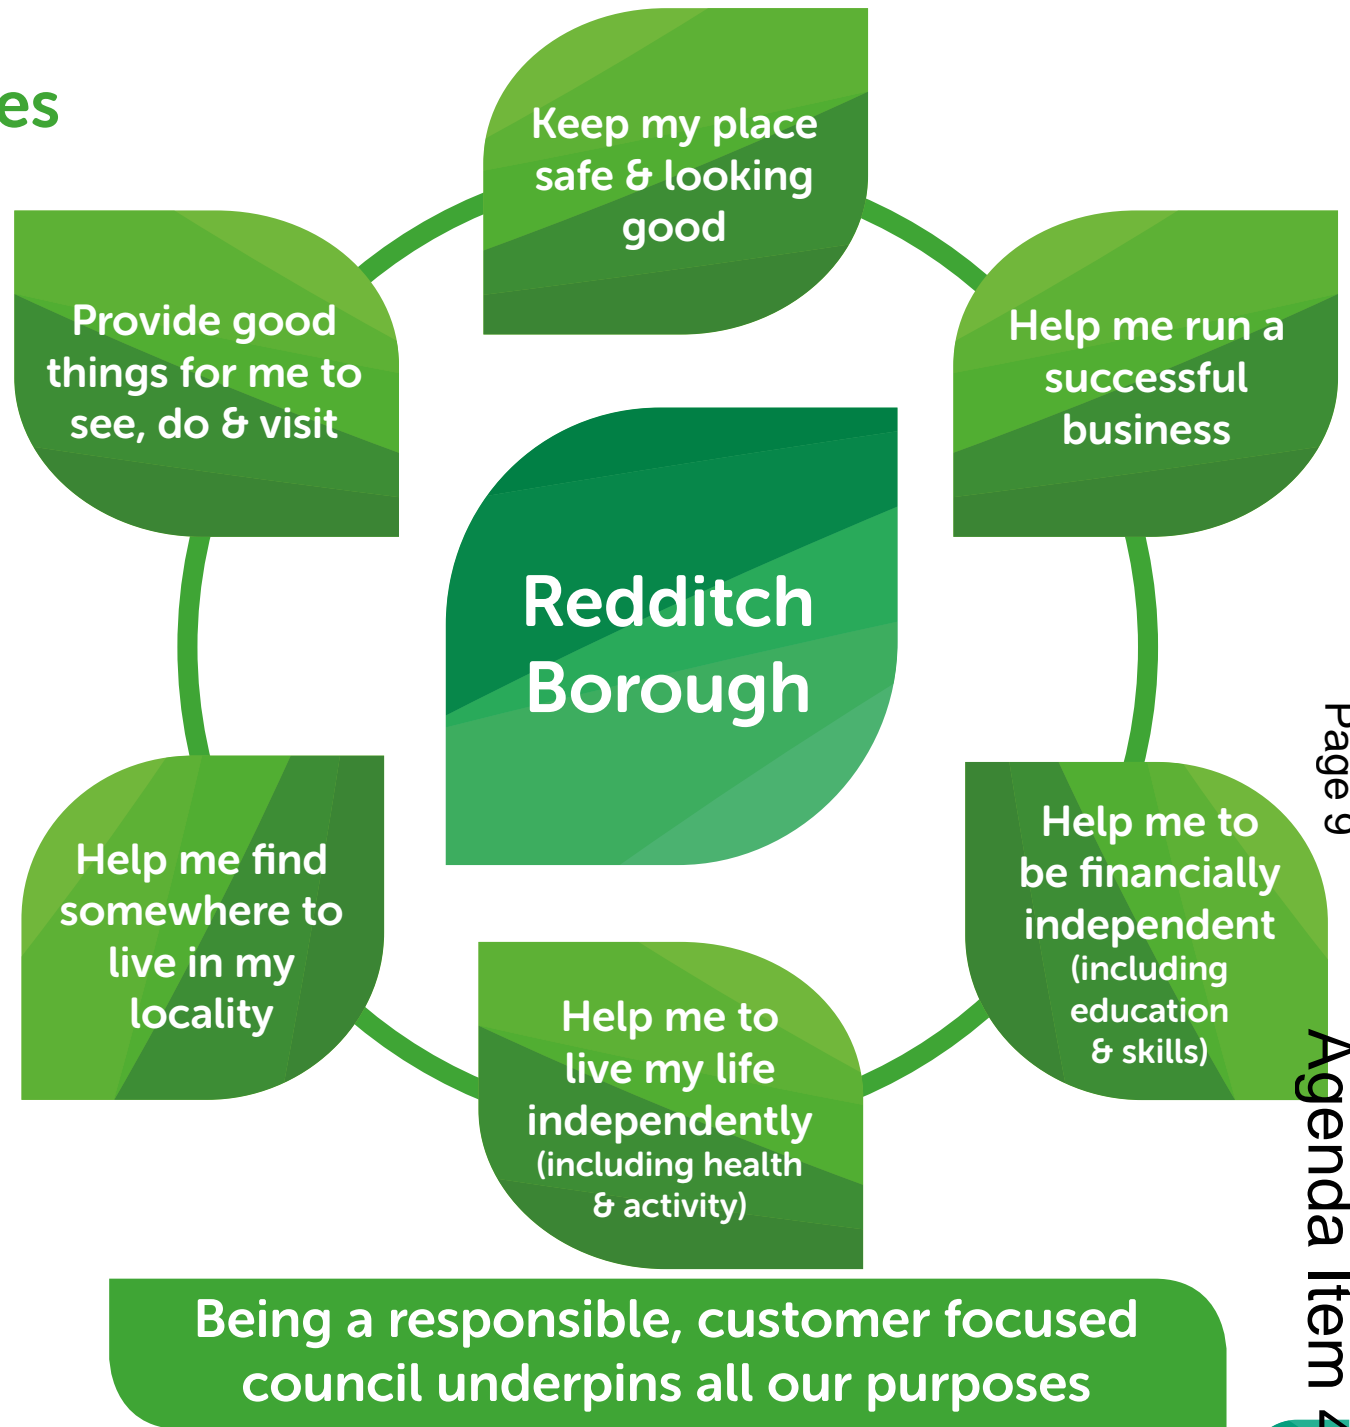 es
Keep my place
safe & looking
good
Provide good
things for me to
see, do & visit
Help me run a
successful
business
Redditch
Borough
Help me find
somewhere to
live in my
locality
Help me to
be financially
independent
(including
education
& skills)
Help me to
live my life
independently
(including health
& activity)
Being a responsible, customer focused
council underpins all our purposes
Page 9
Agenda Item 4